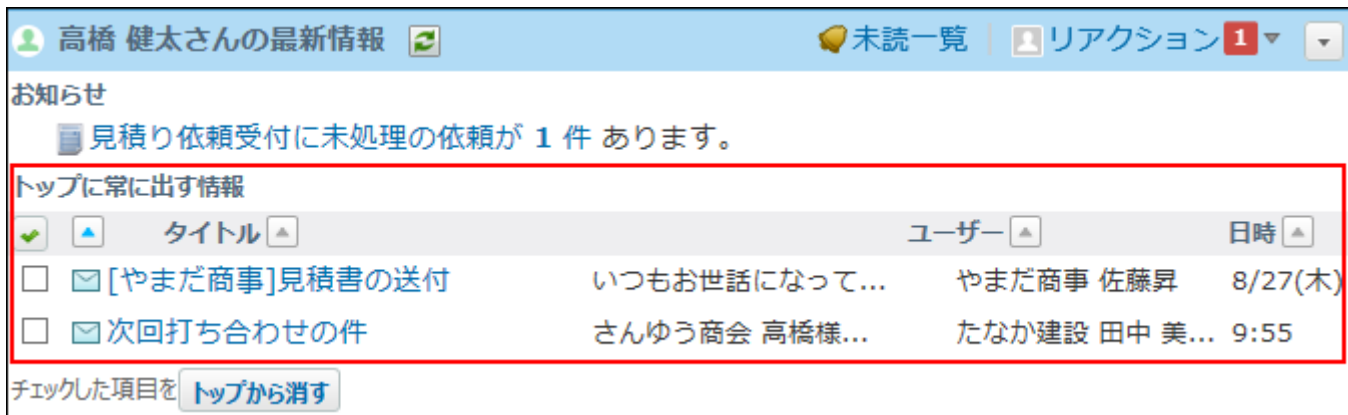 高橋 健太さんの最新情報 未読一覧 リアクション 1
お知らせ
見積り依頼受付に未処理の依頼が 1 件 あります。
トップに常に出す情報
タイトル ユーザー 日時
[やまだ商事]見積書の送付 いつもお世話になって... やまだ商事 佐藤昇 8/27(木)
次回打ち合わせの件 さんゆう商会 高橋様... たなか建設 田中 美... 9:55
チェックした項目を トップから消す